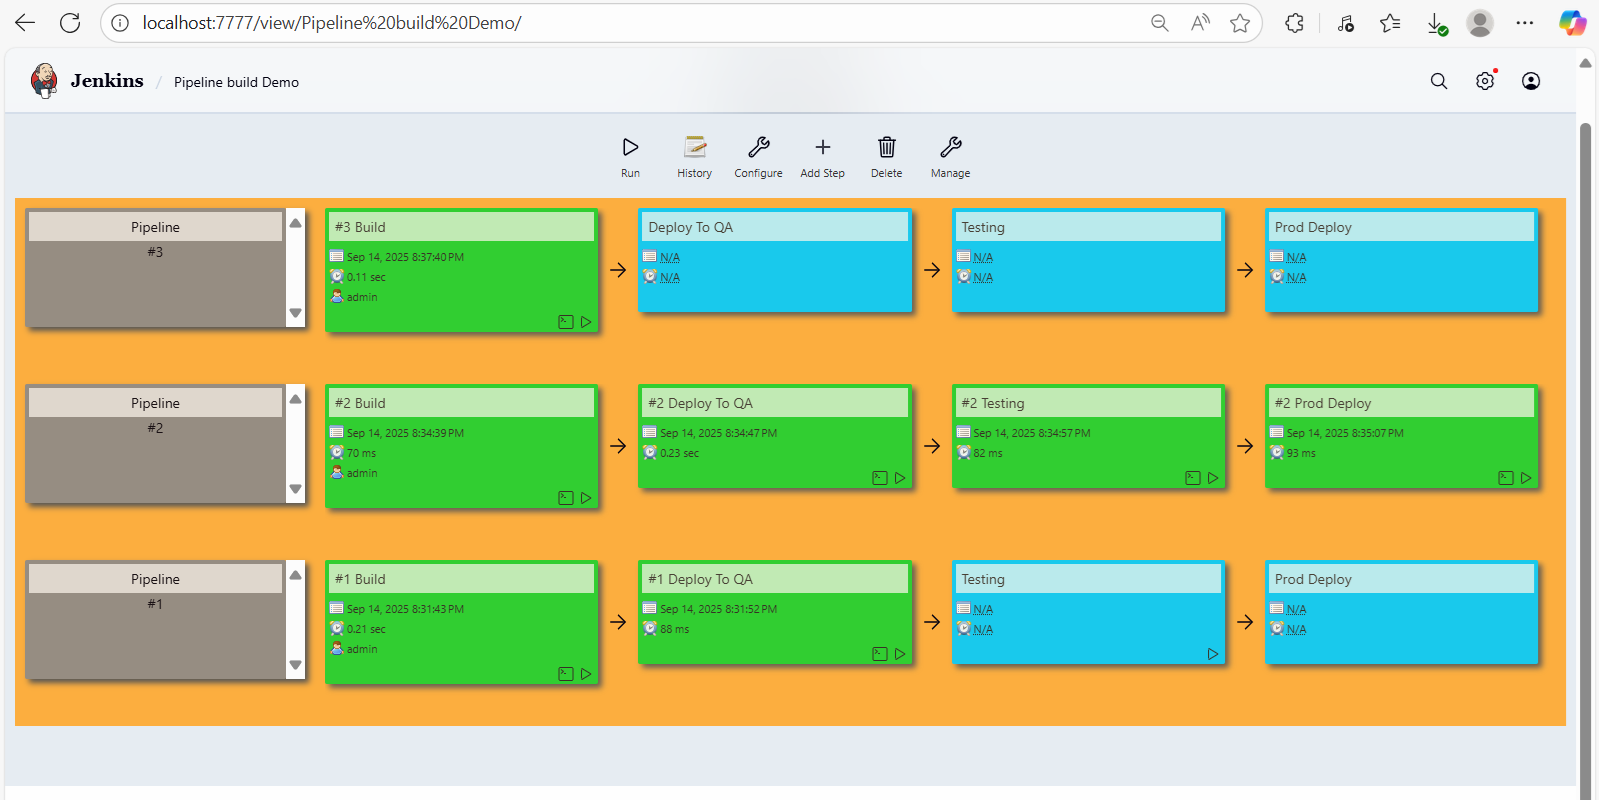 localhost:7777/view/Pipeline%20build%20Demo/
Jenkins / Pipeline build Demo
Run History Configure Add Step Delete Manage
Pipeline
#3
#3 Build
Sep 14, 2025 8:37:40 PM
0.11 sec
admin
Deploy To QA
N/A
N/A
Testing
N/A
N/A
Prod Deploy
N/A
N/A
Pipeline
#2
#2 Build
Sep 14, 2025 8:34:39 PM
70 ms
admin
#2 Deploy To QA
Sep 14, 2025 8:34:47 PM
0.23 sec
#2 Testing
Sep 14, 2025 8:34:57 PM
82 ms
#2 Prod Deploy
Sep 14, 2025 8:35:07 PM
93 ms
Pipeline
#1
#1 Build
Sep 14, 2025 8:31:43 PM
0.21 sec
admin
#1 Deploy To QA
Sep 14, 2025 8:31:52 PM
88 ms
Testing
N/A
N/A
Prod Deploy
N/A
N/A